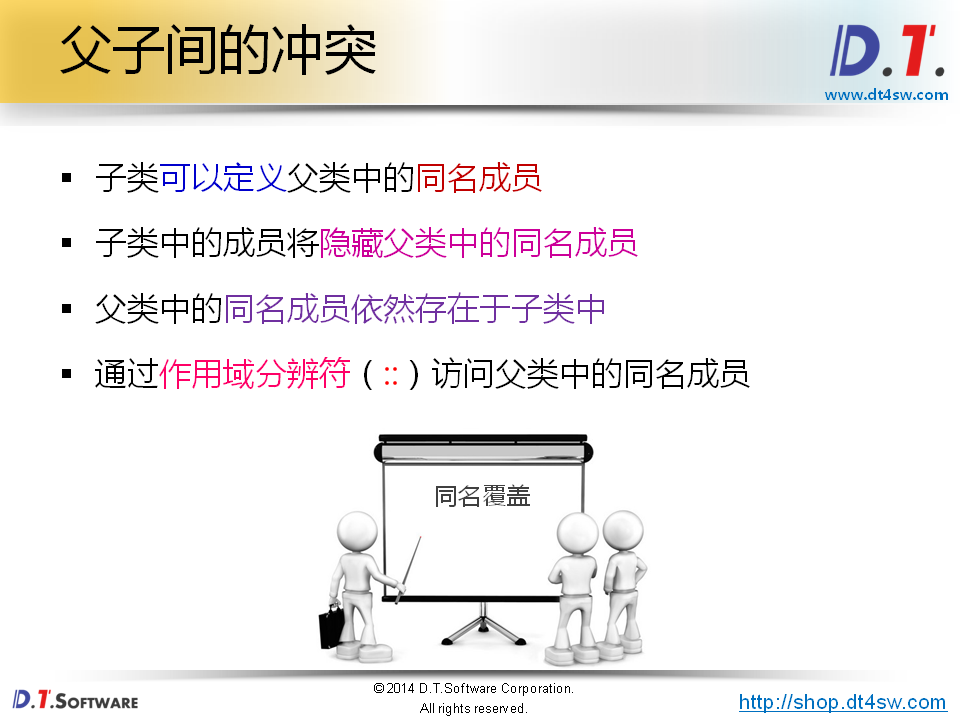 父子间的冲突
D.T.
www.dt4sw.com
▪ 子类可以定义父类中的同名成员
▪ 子类中的成员将隐藏父类中的同名成员
▪ 父类中的同名成员依然存在于子类中
▪ 通过作用域分辨符（::）访问父类中的同名成员
同名覆盖
D.T.SOFTWARE
©2014 D.T.Software Corporation.
All rights reserved.
http://shop.dt4sw.com